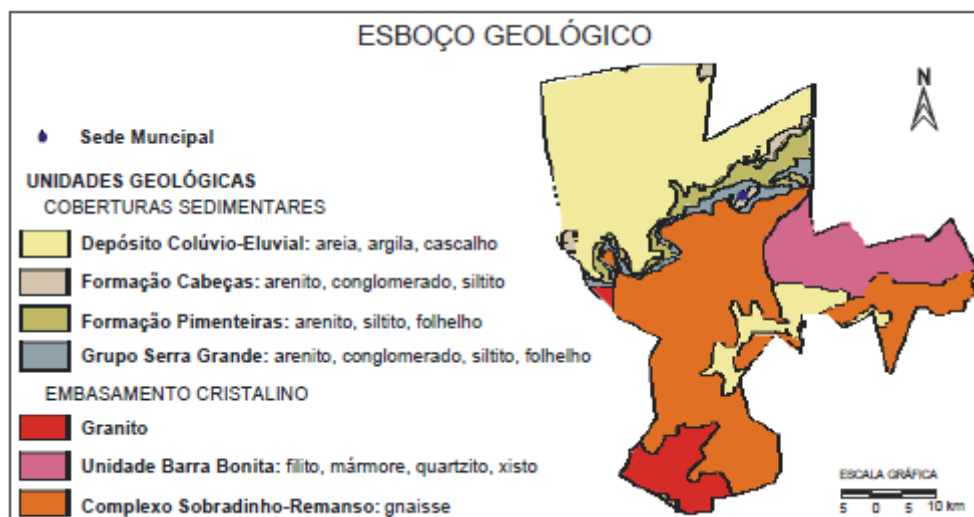 ESBOÇO GEOLÓGICO
N
Sede Muncipal
UNIDADES GEOLÓGICAS
COBERTURAS SEDIMENTARES
Depósito Colúvio-Eluvial: areia, argila, cascalho
Formação Cabeças: arenito, conglomerado, siltito
Formação Pimenteiras: arenito, siltito, folhelho
Grupo Serra Grande: arenito, conglomerado, siltito, folhelho
EMBASAMENTO CRISTALINO
Granito
Unidade Barra Bonita: filito, mármore, quartzito, xisto
Complexo Sobradinho-Remanso: gnaisse
ESCALA GRÁFICA
5 0 5 10 km